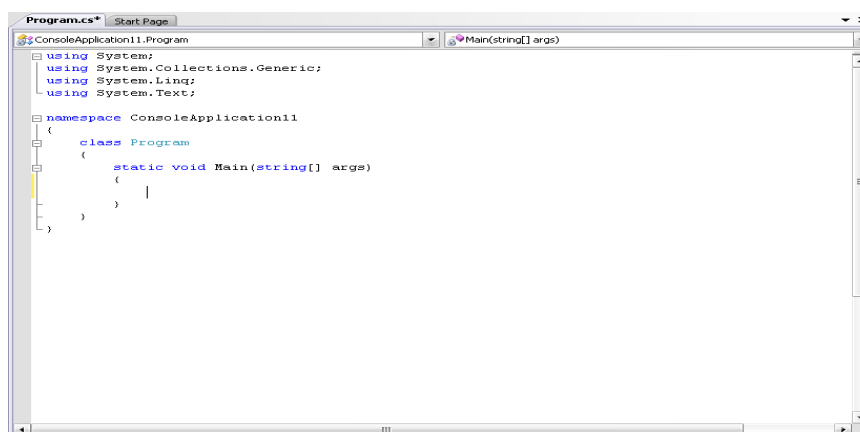 Program.cs* Start Page
ConsoleApplication11.Program Main(string[] args)
using System;
using System.Collections.Generic;
using System.Linq;
using System.Text;
namespace ConsoleApplication11
{
class Program
{
static void Main(string[] args)
{
}
}
}